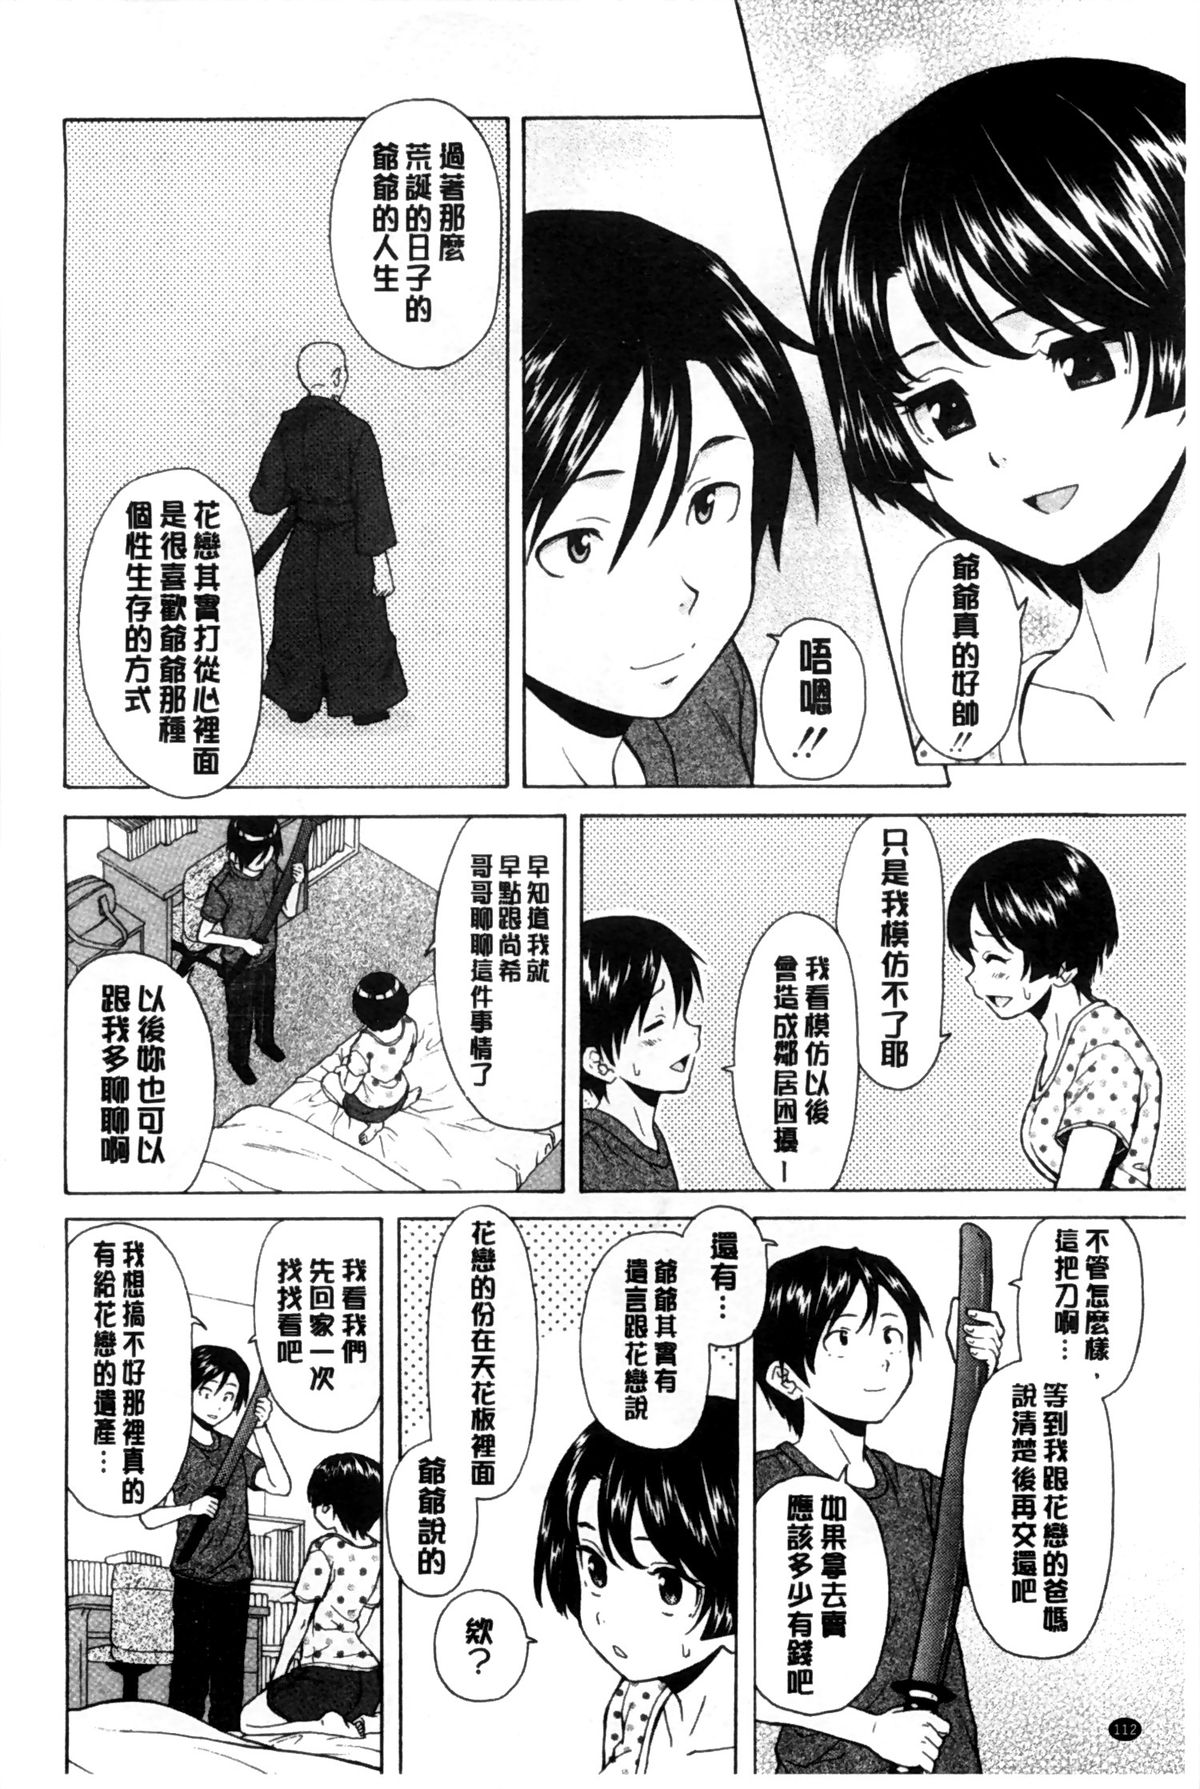 爺爺真的好帥!!
唔嗯!!
過著那麼
荒誕的日子的
爺爺的人生
花戀其實打從心裡面
是很喜歡爺爺那種
個性生存的方式
只是我模仿不了耶
我看模仿以後
會造成鄰居困擾ー
早知道我就
早點跟尚希
哥哥聊聊這件事情了
以後妳也可以
跟我多聊聊啊
不管怎麼樣，
這把刀啊…
等到我跟花戀的爸媽
說清楚後再交還吧
如果拿去賣
應該多少有錢吧
還有…
爺爺其實有
遺言跟花戀說
花戀的份在天花板裡面
爺爺說的
欸?
我看我們
先回家一次
找找看吧
我想搞不好那裡真的
有給花戀的遺產…
112